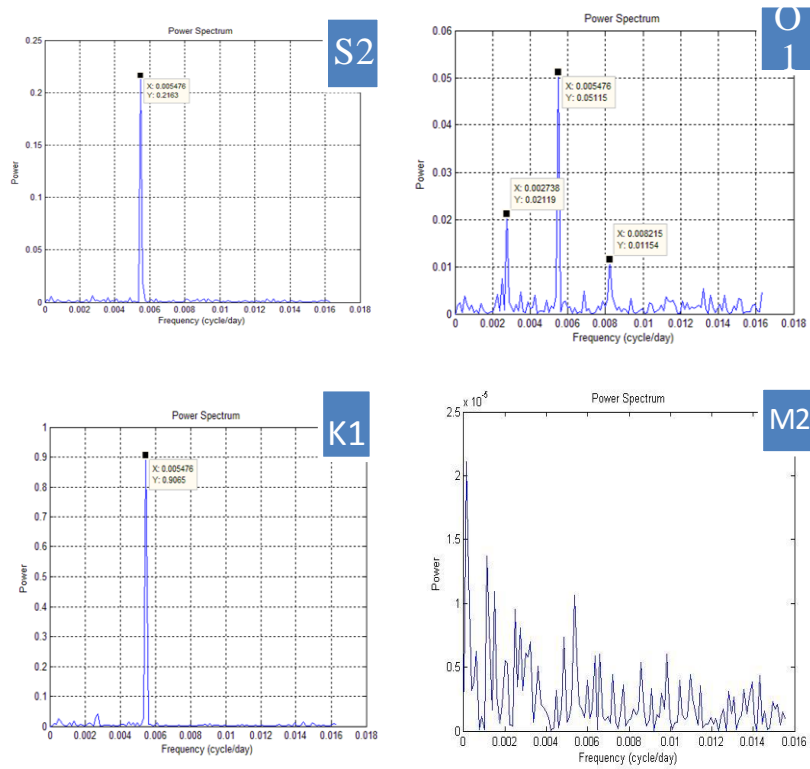 Power Spectrum
S2
0.25
0.2
0.15
0.1
0.05
0
X: 0.005476
Y: 0.2163
Power
0 0.002 0.004 0.006 0.008 0.01 0.012 0.014 0.016 0.018
Frequency (cycle/day)
Power Spectrum
O
1
0.06
0.05
0.04
0.03
0.02
0.01
0
X: 0.005476
Y: 0.05115
X: 0.002738
Y: 0.02119
X: 0.008215
Y: 0.01154
Power
0 0.002 0.004 0.006 0.008 0.01 0.012 0.014 0.016 0.018
Frequency (cycle/day)
Power Spectrum
K1
1
0.9
0.8
0.7
0.6
0.5
0.4
0.3
0.2
0.1
0
X: 0.005476
Y: 0.9065
Power
0 0.002 0.004 0.006 0.008 0.01 0.012 0.014 0.016 0.018
Frequency (cycle/day)
x 10⁻⁵
Power Spectrum
M2
2.5
2
1.5
1
0.5
0
Power
0 0.002 0.004 0.006 0.008 0.01 0.012 0.014 0.016
Frequency (cycle/day)